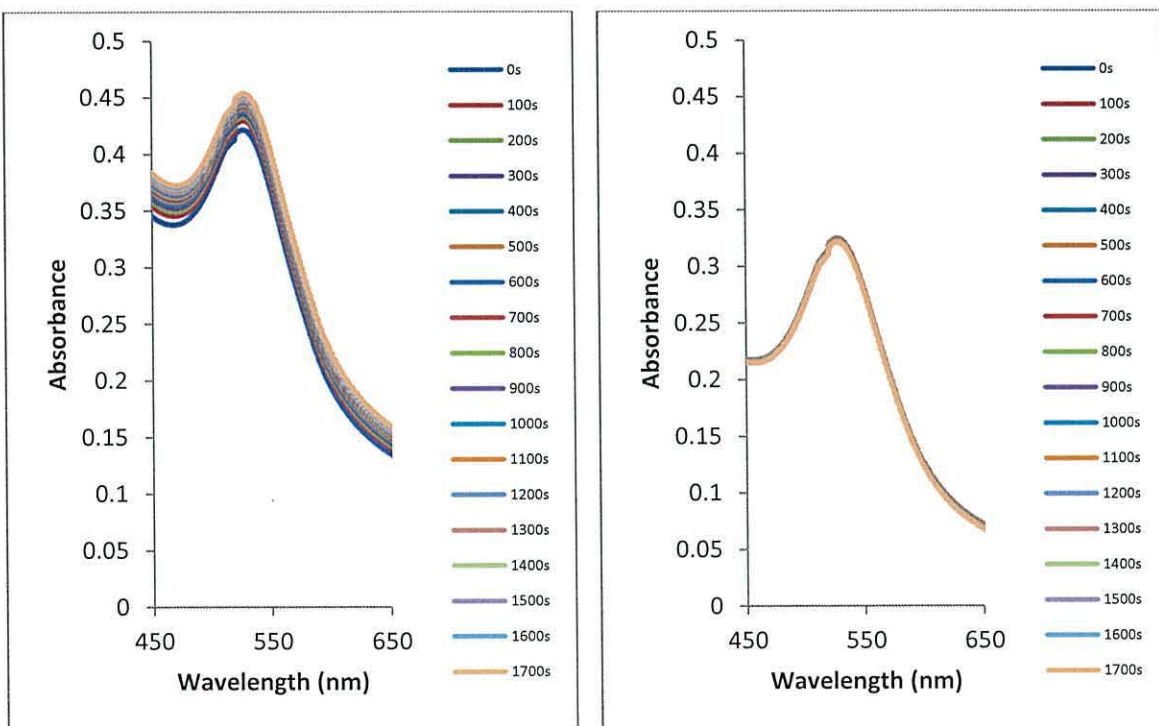 0.5
0.45
0.4
0.35
0.3
0.25
0.2
0.15
0.1
0.05
0
Absorbance
450 550 650
Wavelength (nm)
0s
100s
200s
300s
400s
500s
600s
700s
800s
900s
1000s
1100s
1200s
1300s
1400s
1500s
1600s
1700s
0.5
0.45
0.4
0.35
0.3
0.25
0.2
0.15
0.1
0.05
0
Absorbance
450 550 650
Wavelength (nm)
0s
100s
200s
300s
400s
500s
600s
700s
800s
900s
1000s
1100s
1200s
1300s
1400s
1500s
1600s
1700s